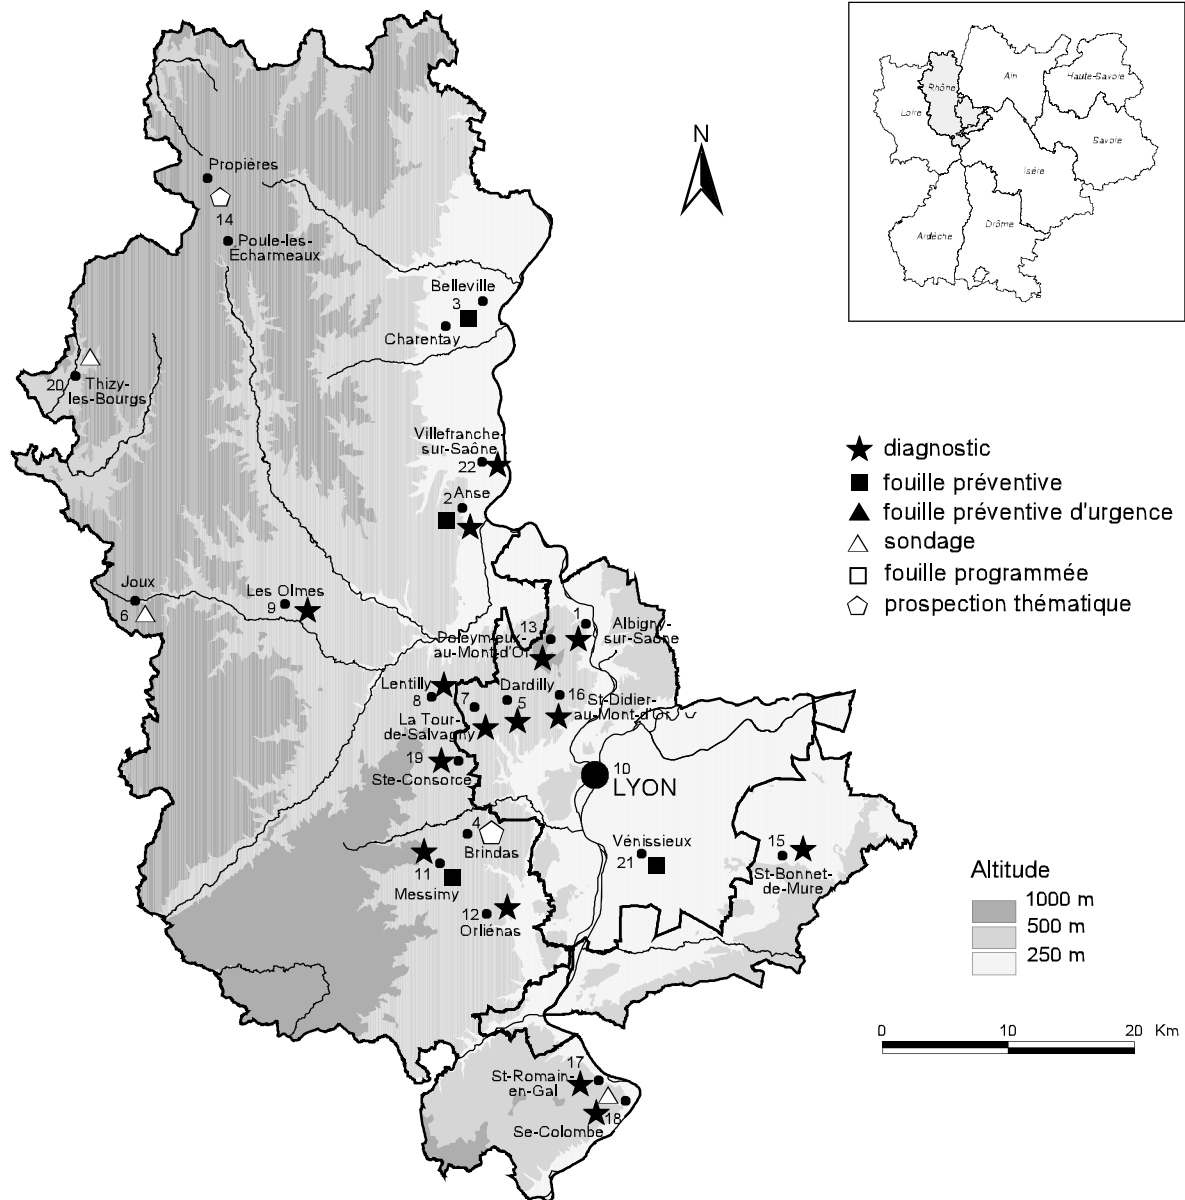 Propières
14
Poule-les-
Écharmeaux
Belleville
3
Charentay
20
Thizy-
les-Bourgs
Villefranche-
sur-Saône
22
2
Anse
Joux
6
Les Olmes
9
1
Albigny-
sur-Saône
13
Poleymieux-
au-Mont-d'Or
Lentilly
8
7
Dardilly
5
16
St-Didier-
au-Mont-d'Or
La Tour-
de-Salvagny
19
Ste-Consorce
10
LYON
4
Brindas
11
Messimy
12
Orliénas
Vénissieux
21
15
St-Bonnet-
de-Mure
17
St-Romain-
en-Gal
18
Se-Colombe
N
Rhône
Ain
Haute-Savoie
Loire
Savoie
Isère
Ardèche
Drôme
diagnostic
fouille préventive
fouille préventive d'urgence
sondage
fouille programmée
prospection thématique
Altitude
1000 m
500 m
250 m
0 10 20 Km